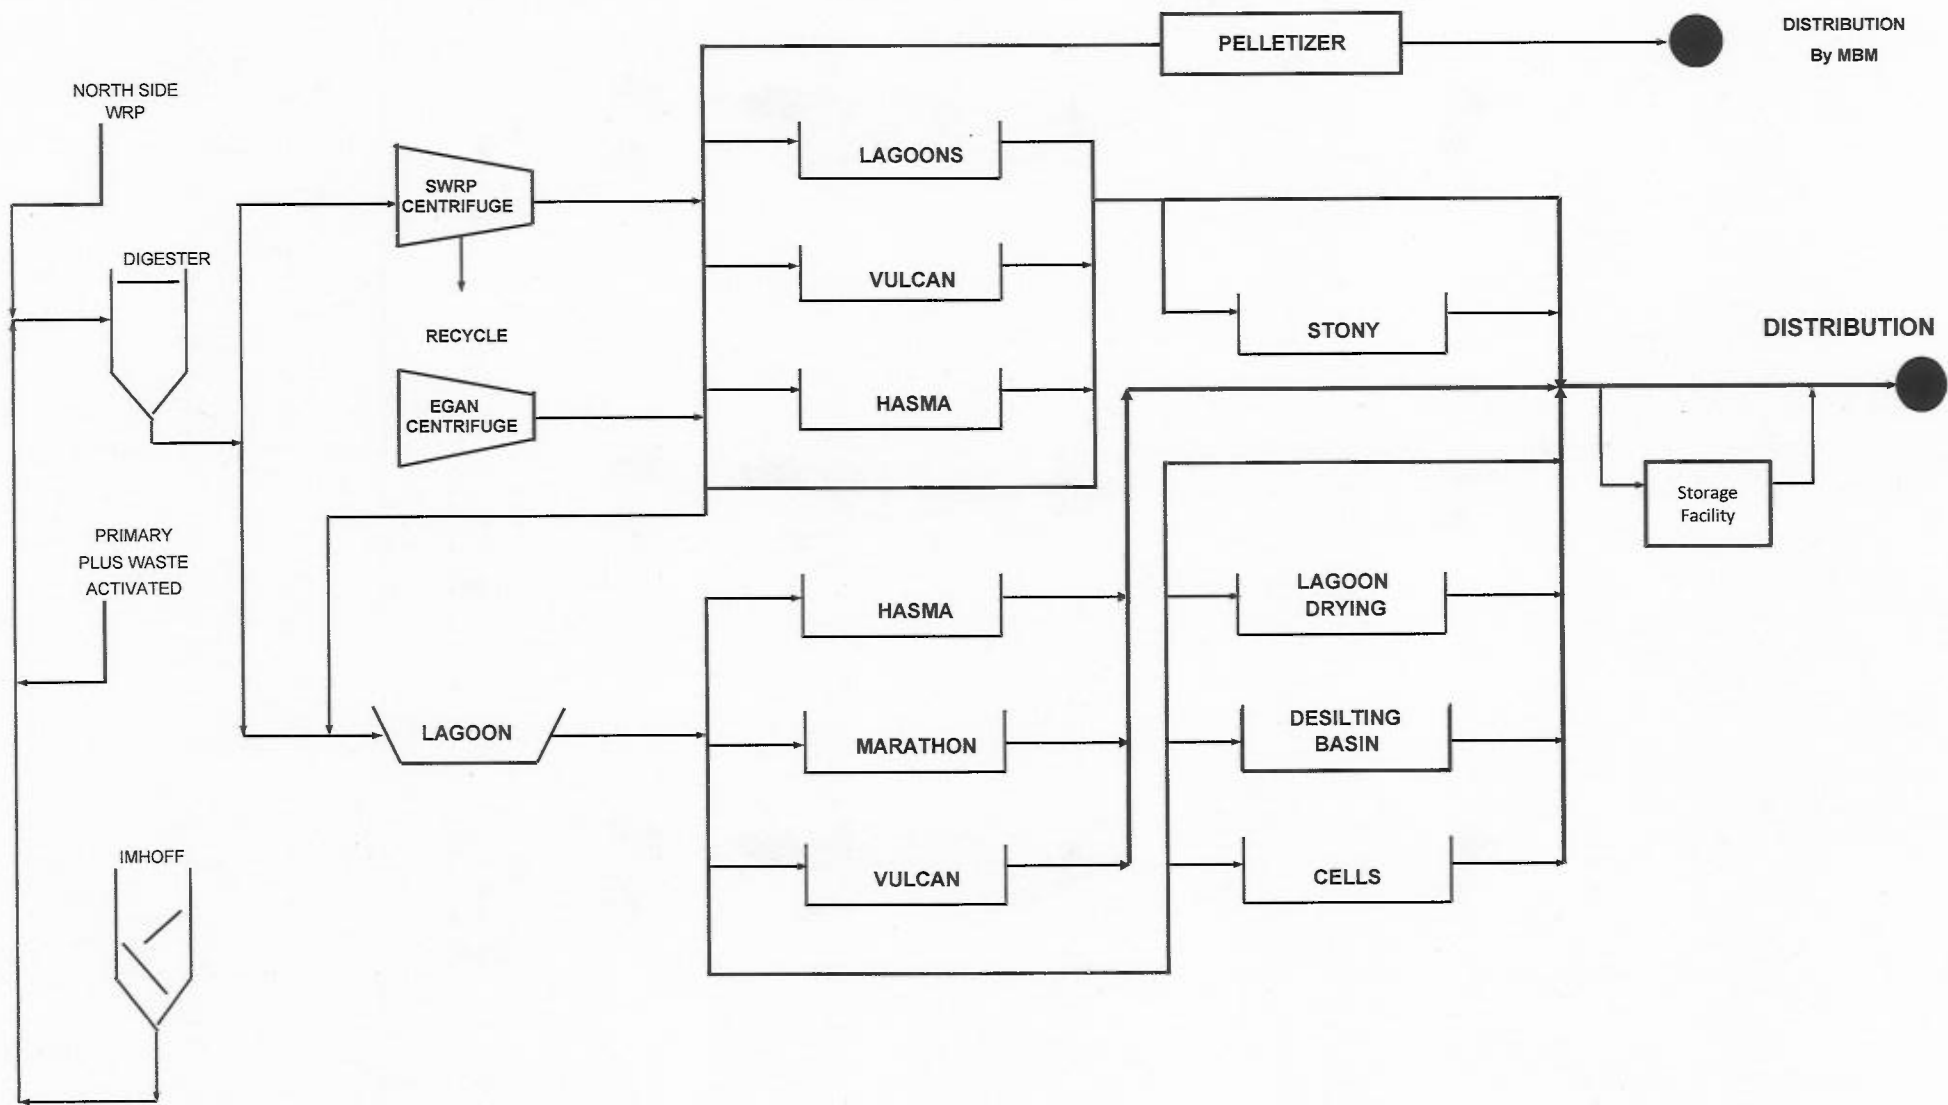 PELLETIZER
DISTRIBUTION
By MBM
NORTH SIDE
WRP
LAGOONS
SWRP
CENTRIFUGE
DIGESTER
VULCAN
RECYCLE
STONY
DISTRIBUTION
HASMA
EGAN
CENTRIFUGE
Storage
Facility
PRIMARY
PLUS WASTE
ACTIVATED
HASMA
LAGOON
DRYING
LAGOON
MARATHON
DESILTING
BASIN
IMHOFF
VULCAN
CELLS